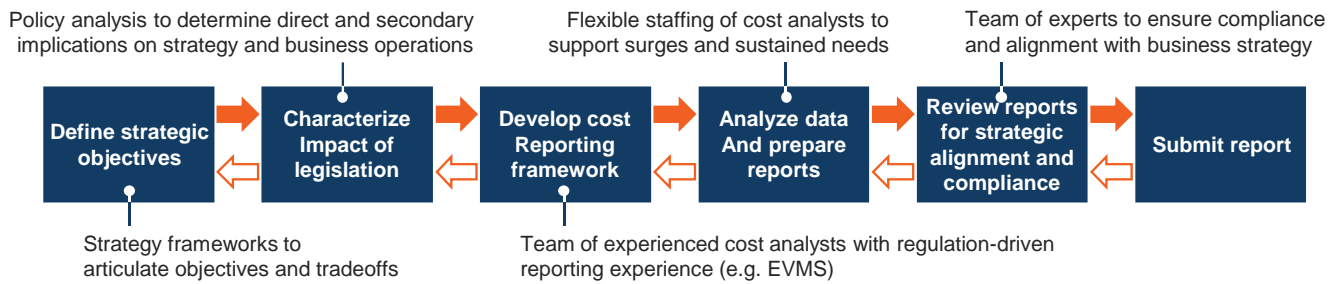 Policy analysis to determine direct and secondary
implications on strategy and business operations
Flexible staffing of cost analysts to
support surges and sustained needs
Team of experts to ensure compliance
and alignment with business strategy
Define strategic
objectives
Characterize
Impact of
legislation
Develop cost
Reporting
framework
Analyze data
And prepare
reports
Review reports
for strategic
alignment and
compliance
Submit report
Strategy frameworks to
articulate objectives and tradeoffs
Team of experienced cost analysts with regulation-driven
reporting experience (e.g. EVMS)